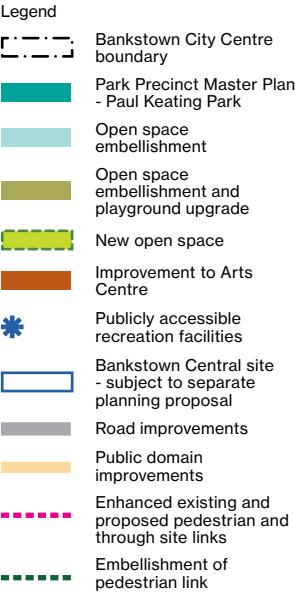 Legend
Bankstown City Centre
boundary
Park Precinct Master Plan
- Paul Keating Park
Open space
embellishment
Open space
embellishment and
playground upgrade
New open space
Improvement to Arts
Centre
Publicly accessible
recreation facilities
Bankstown Central site
- subject to separate
planning proposal
Road improvements
Public domain
improvements
Enhanced existing and
proposed pedestrian and
through site links
Embellishment of
pedestrian link